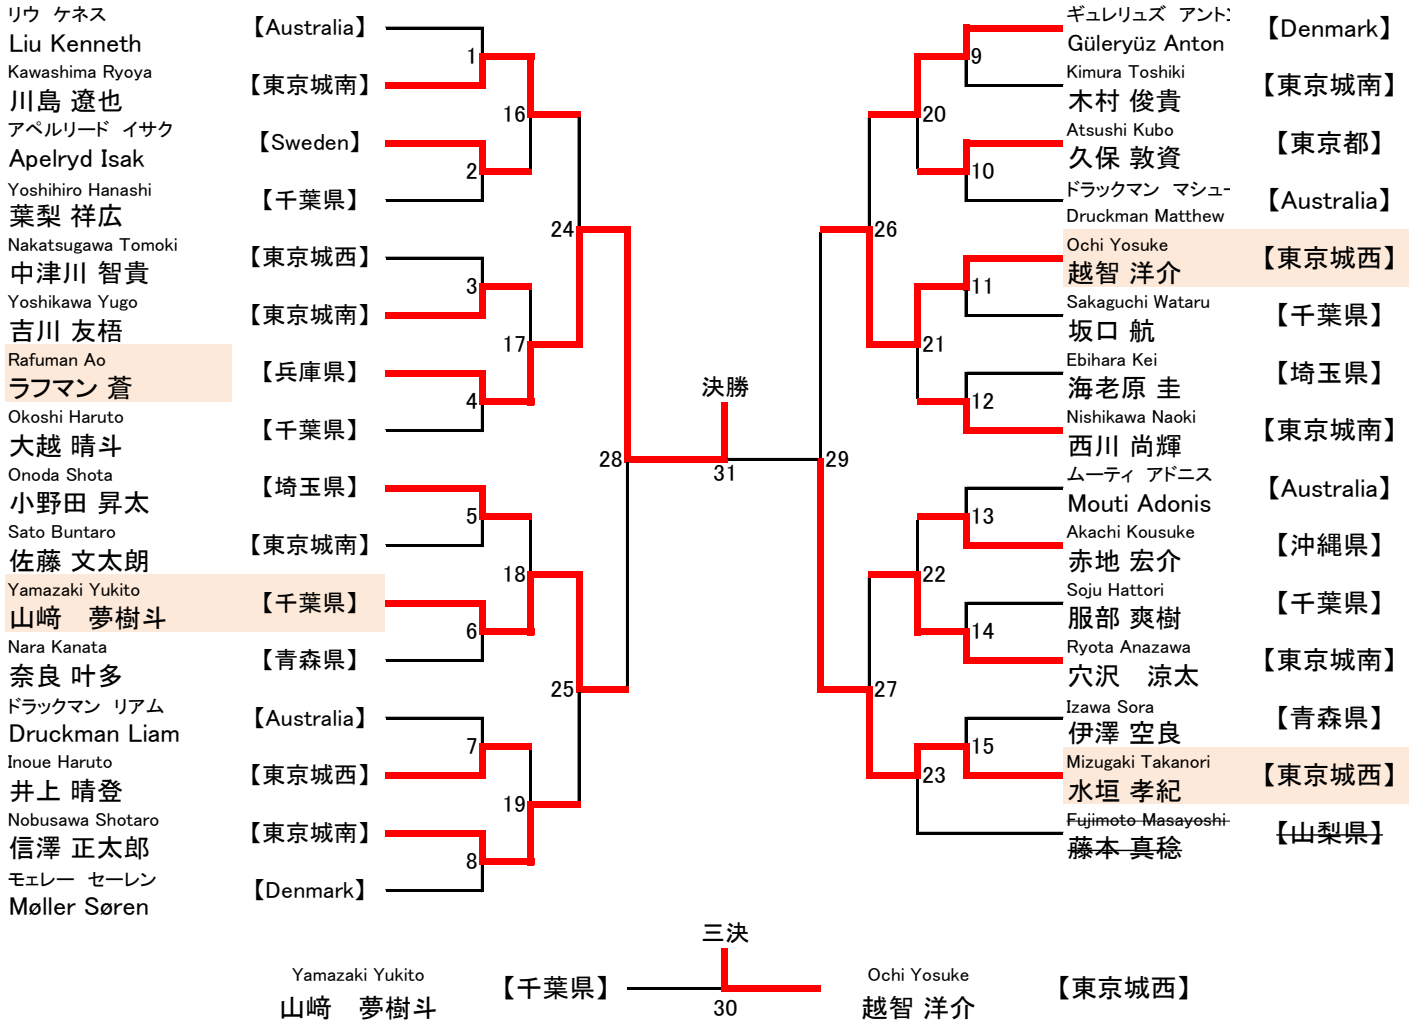 リウ ケネス
Liu Kenneth
【Australia】
Kawashima Ryoya
川島 遼也
【東京城南】
アペルリード イサク
Apelryd Isak
【Sweden】
Yoshihiro Hanashi
葉梨 祥広
【千葉県】
Nakatsugawa Tomoki
中津川 智貴
【東京城西】
Yoshikawa Yugo
吉川 友梧
【東京城南】
Rafuman Ao
ラフマン 蒼
【兵庫県】
Okoshi Haruto
大越 晴斗
【千葉県】
Onoda Shota
小野田 昇太
【埼玉県】
Sato Buntaro
佐藤 文太朗
【東京城南】
Yamazaki Yukito
山﨑 夢樹斗
【千葉県】
Nara Kanata
奈良 叶多
【青森県】
ドラックマン リアム
Druckman Liam
【Australia】
Inoue Haruto
井上 晴登
【東京城西】
Nobusawa Shotaro
信澤 正太郎
【東京城南】
モェレー セーレン
Møller Søren
【Denmark】
1
2
3
4
5
6
7
8
16
17
18
19
24
25
28
決勝
31
29
26
27
20
21
22
23
9
10
11
12
13
14
15
ギュレリュズ アント
Güleryüz Anton
【Denmark】
Kimura Toshiki
木村 俊貴
【東京城南】
Atsushi Kubo
久保 敦資
【東京都】
ドラックマン マシュー
Druckman Matthew
【Australia】
Ochi Yosuke
越智 洋介
【東京城西】
Sakaguchi Wataru
坂口 航
【千葉県】
Ebihara Kei
海老原 圭
【埼玉県】
Nishikawa Naoki
西川 尚輝
【東京城南】
ムーティ アドニス
Mouti Adonis
【Australia】
Akachi Kousuke
赤地 宏介
【沖縄県】
Soju Hattori
服部 爽樹
【千葉県】
Ryota Anazawa
穴沢 涼太
【東京城南】
Izawa Sora
伊澤 空良
【青森県】
Mizugaki Takanori
水垣 孝紀
【東京城西】
Fujimoto Masayoshi
藤本 真稔
【山梨県】
三決
Yamazaki Yukito
山﨑 夢樹斗
【千葉県】
30
Ochi Yosuke
越智 洋介
【東京城西】